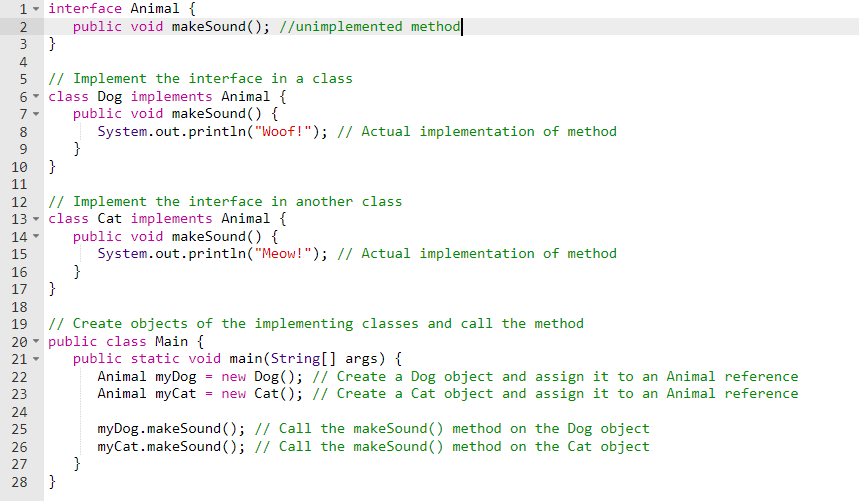 1 interface Animal {
2    public void makeSound(); //unimplemented method
3 }
4
5 // Implement the interface in a class
6 class Dog implements Animal {
7    public void makeSound() {
8       System.out.println("Woof!"); // Actual implementation of method
9    }
10 }
11
12 // Implement the interface in another class
13 class Cat implements Animal {
14    public void makeSound() {
15       System.out.println("Meow!"); // Actual implementation of method
16    }
17 }
18
19 // Create objects of the implementing classes and call the method
20 public class Main {
21    public static void main(String[] args) {
22       Animal myDog = new Dog(); // Create a Dog object and assign it to an Animal reference
23       Animal myCat = new Cat(); // Create a Cat object and assign it to an Animal reference
24
25       myDog.makeSound(); // Call the makeSound() method on the Dog object
26       myCat.makeSound(); // Call the makeSound() method on the Cat object
27    }
28 }